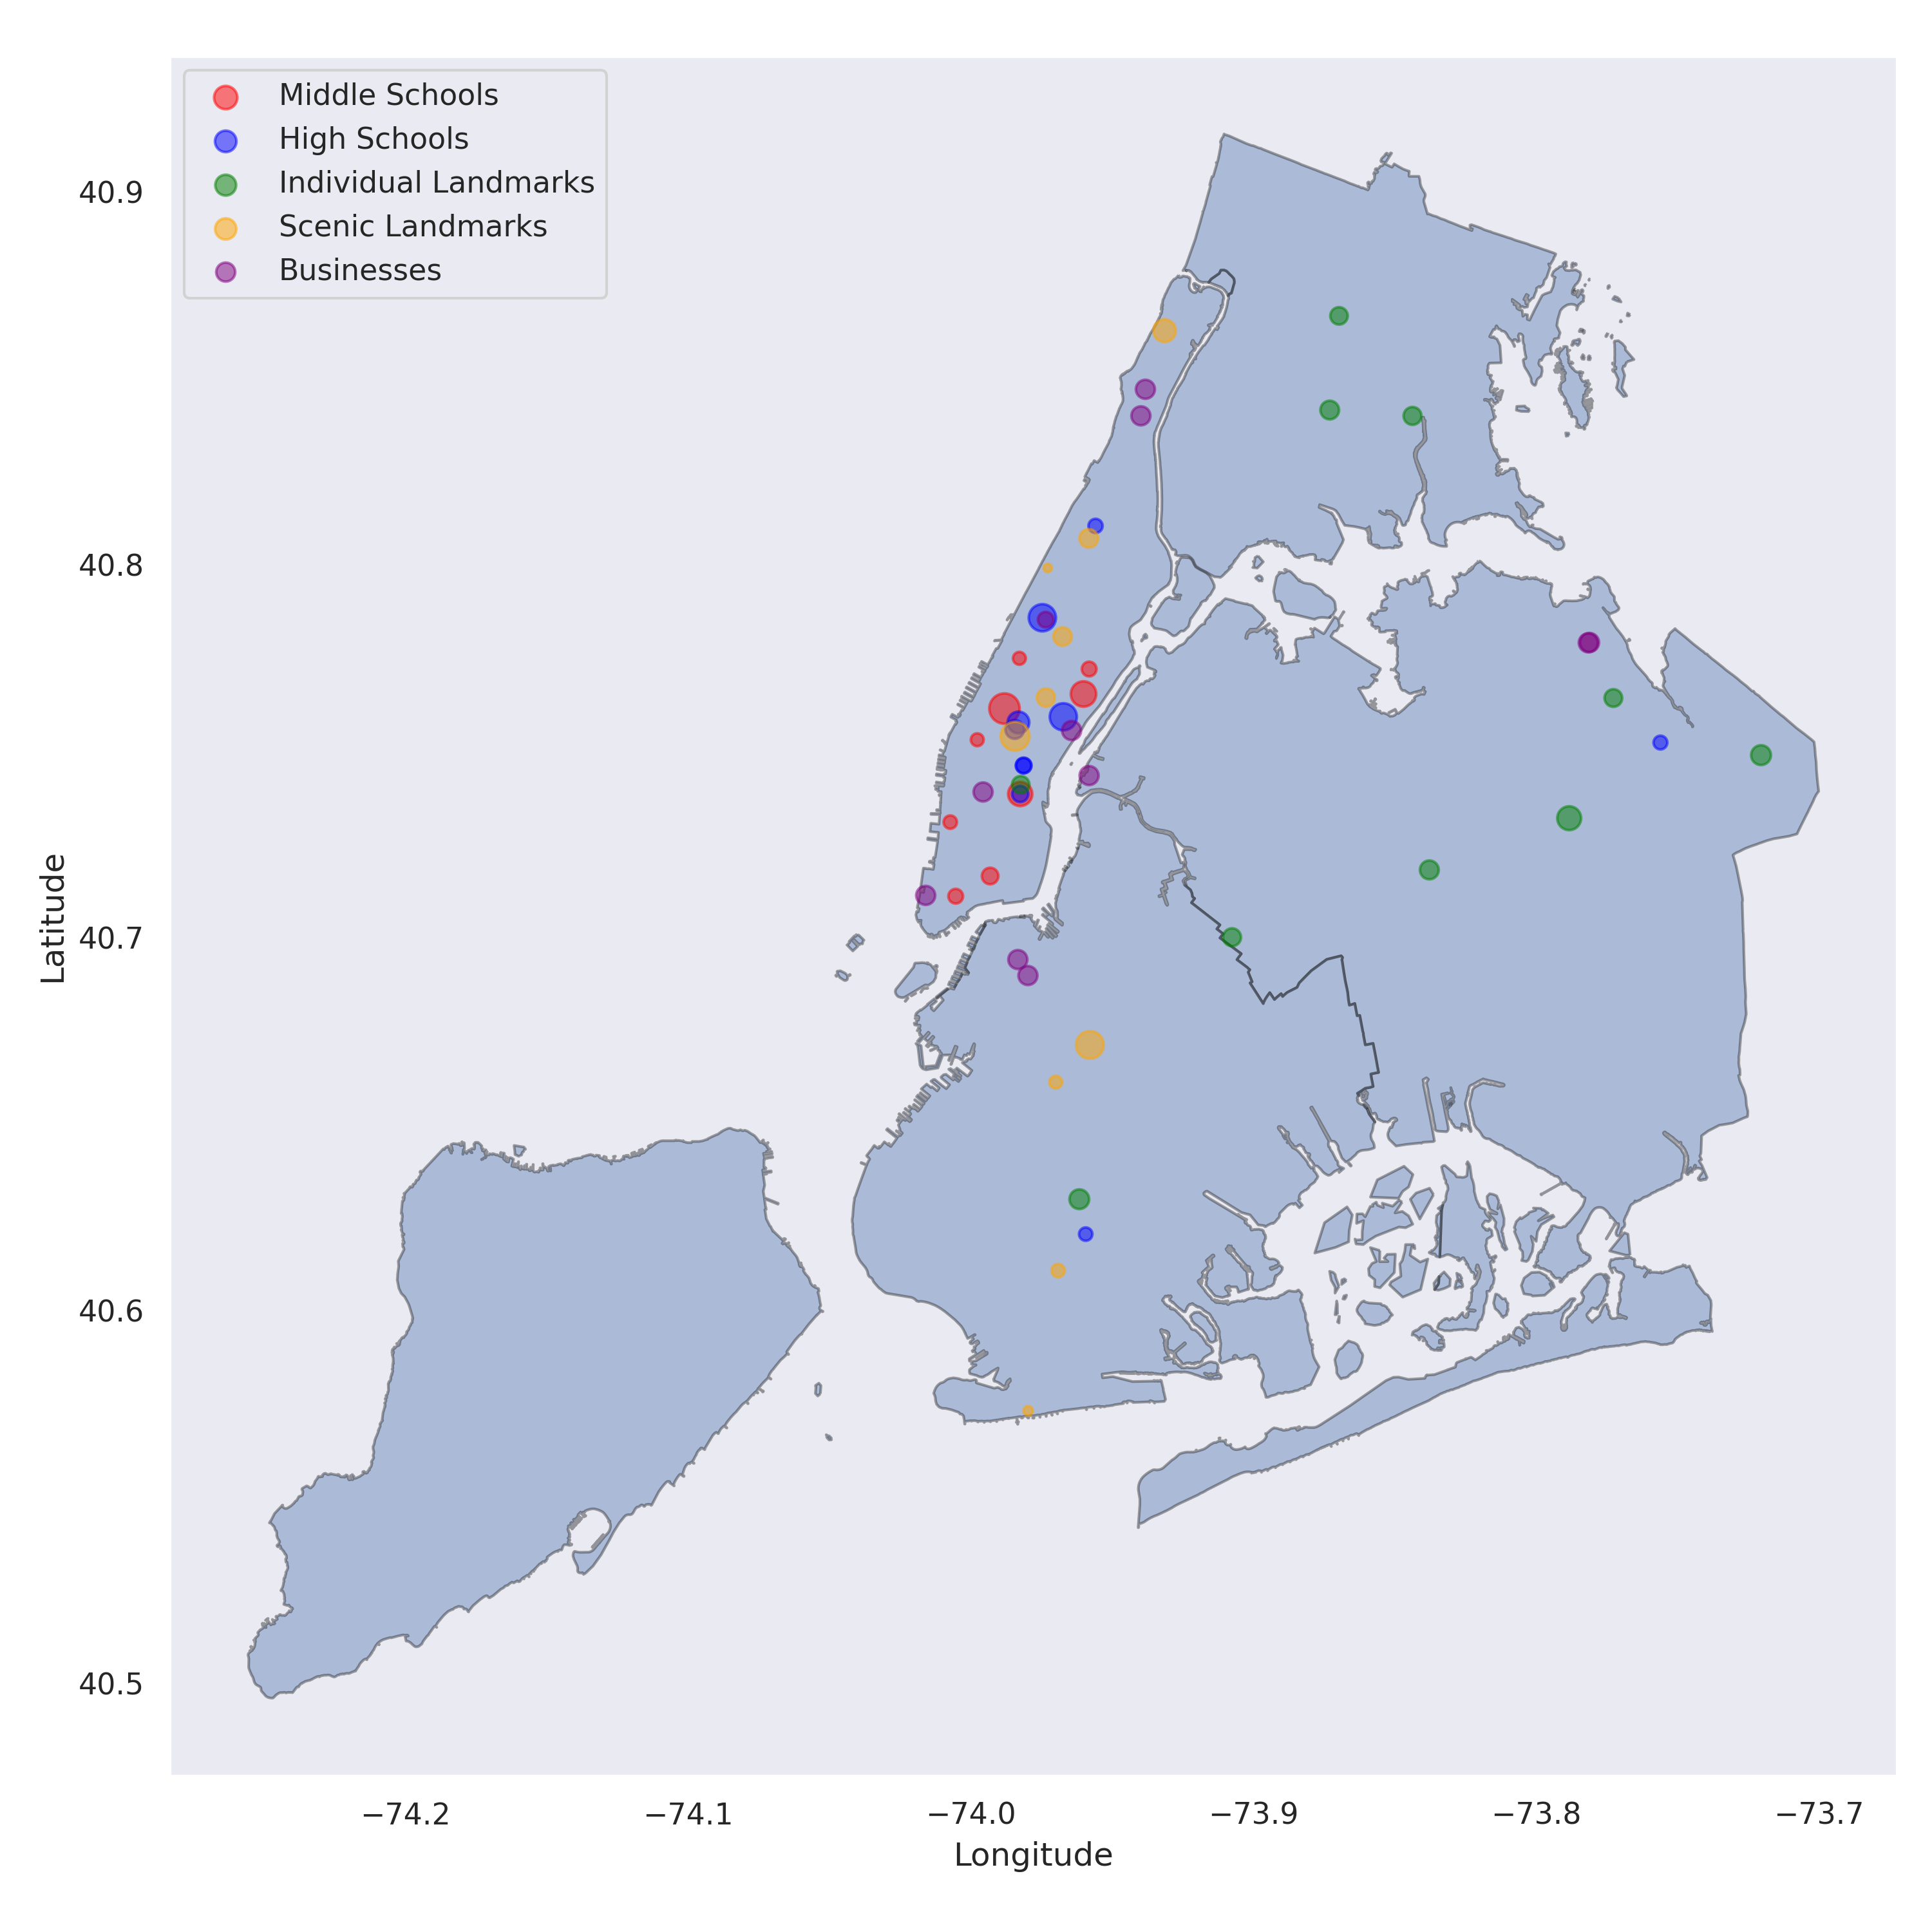 Middle Schools
High Schools
Individual Landmarks
Scenic Landmarks
Businesses
40.9
40.8
40.7
40.6
40.5
Latitude
−74.2
−74.1
−74.0
−73.9
−73.8
−73.7
Longitude